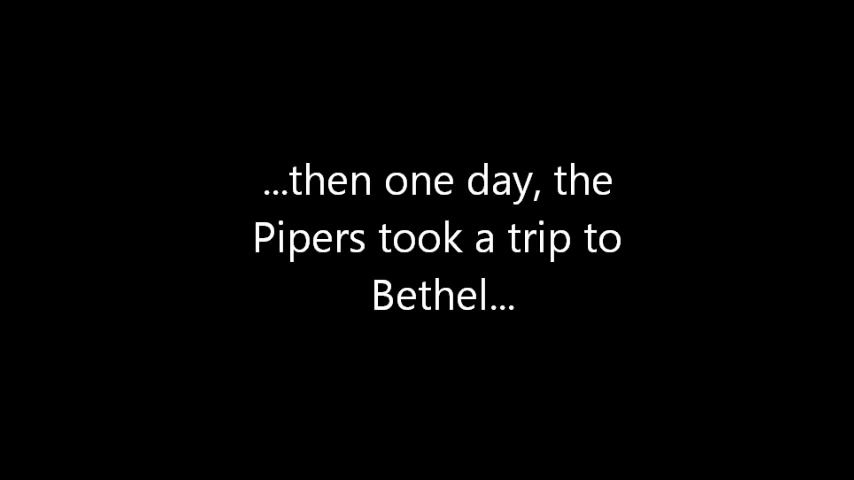 ...then one day, the
Pipers took a trip to
Bethel...